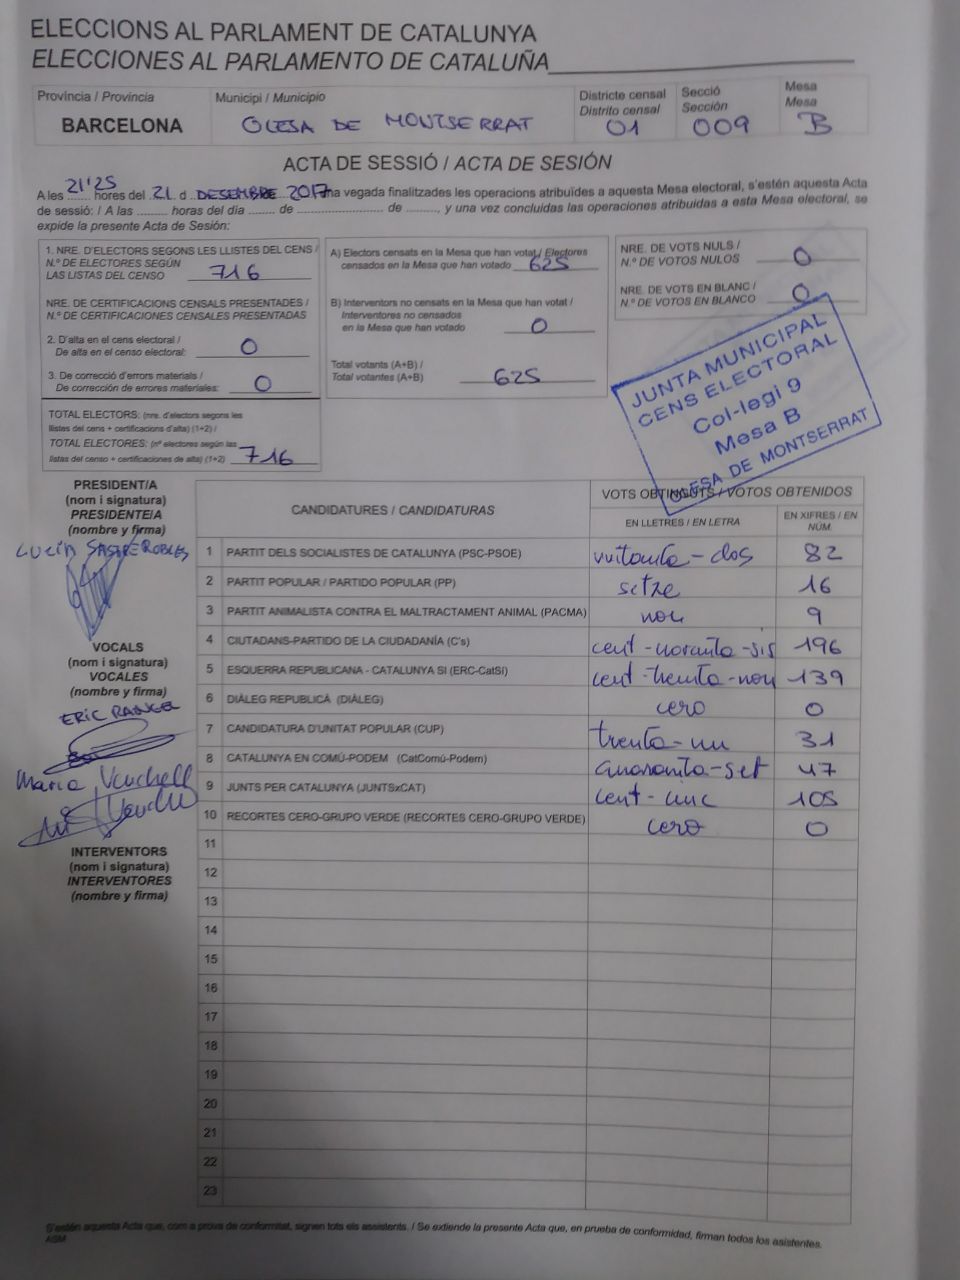 ELECCIONS AL PARLAMENT DE CATALUNYA
ELECCIONES AL PARLAMENTO DE CATALUÑA
Província / Provincia
BARCELONA
Municipi / Municipio
OLESA DE MONTSERRAT
Districte censal
Distrito censal
01
Secció
Sección
009
Mesa
Mesa
B
ACTA DE SESSIÓ / ACTA DE SESIÓN
A les 21'25 hores del 21 d DESEMBRE 2017 na vegada finalitzades les operacions atribuïdes a aquesta Mesa electoral, s'estén aquesta Acta
de sessió: / A las ......... horas del día ....... de ........................ de ........, y una vez concluidas las operaciones atribuidas a esta Mesa electoral, se
expide la presente Acta de Sesión:
1. NRE. D'ELECTORS SEGONS LES LLISTES DEL CENS /
N.º DE ELECTORES SEGÚN
LAS LISTAS DEL CENSO 716
NRE. DE CERTIFICACIONS CENSALS PRESENTADES /
N.º DE CERTIFICACIONES CENSALES PRESENTADAS
2. D'alta en el cens electoral /
De alta en el censo electoral: 0
3. De correcció d'errors materials /
De corrección de errores materiales: 0
TOTAL ELECTORS: (nre. d'electors segons les
llistes del cens + certificacions d'alta) (1+2) /
TOTAL ELECTORES: (nº electores según las
listas del censo + certificaciones de alta) (1+2) 716
A) Electors censats en la Mesa que han votat / Electores
censados en la Mesa que han votado 625
B) Interventors no censats en la Mesa que han votat /
Interventores no censados
en la Mesa que han votado 0
Total votants (A+B) /
Total votantes (A+B) 625
NRE. DE VOTS NULS /
N.º DE VOTOS NULOS 0
NRE. DE VOTS EN BLANC /
N.º DE VOTOS EN BLANCO 0
JUNTA MUNICIPAL
CENS ELECTORAL
Col·legi 9
Mesa B
OLESA DE MONTSERRAT
PRESIDENT/A
(nom i signatura)
PRESIDENTE/A
(nombre y firma)
SASTRE ROBLES
VOCALS
(nom i signatura)
VOCALES
(nombre y firma)
ERIC RANGEL
Maria
INTERVENTORS
(nom i signatura)
INTERVENTORES
(nombre y firma)
CANDIDATURES / CANDIDATURAS
VOTS OBTINGUTS / VOTOS OBTENIDOS
EN LLETRES / EN LETRA
EN XIFRES / EN NÚM.
1 PARTIT DELS SOCIALISTES DE CATALUNYA (PSC-PSOE) vuitanta-dos 82
2 PARTIT POPULAR / PARTIDO POPULAR (PP) setze 16
3 PARTIT ANIMALISTA CONTRA EL MALTRACTAMENT ANIMAL (PACMA) nou 9
4 CIUTADANS-PARTIDO DE LA CIUDADANÍA (C's) cent-noranta-sis 196
5 ESQUERRA REPUBLICANA - CATALUNYA SI (ERC-CatSí) cent-trenta-nou 139
6 DIÀLEG REPUBLICÀ (DIÀLEG) cero 0
7 CANDIDATURA D'UNITAT POPULAR (CUP) trenta-un 31
8 CATALUNYA EN COMÚ-PODEM (CatComú-Podem) quaranta-set 47
9 JUNTS PER CATALUNYA (JUNTSxCAT) cent-cinc 105
10 RECORTES CERO-GRUPO VERDE (RECORTES CERO-GRUPO VERDE) cero 0
11
12
13
14
15
16
17
18
19
20
21
22
23
S'estén aquesta Acta que, com a prova de conformitat, signen tots els assistents. / Se extiende la presente Acta que, en prueba de conformidad, firman todos los asistentes.